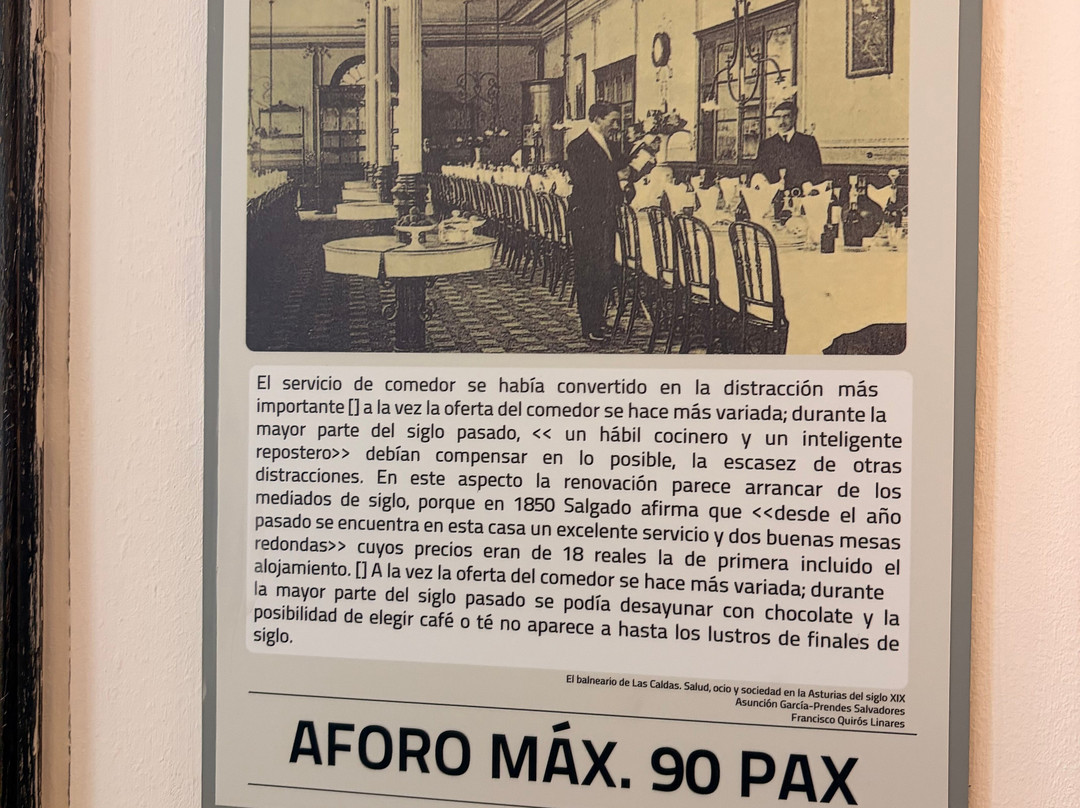 El servicio de comedor se había convertido en la distracción más
importante [] a la vez la oferta del comedor se hace más variada; durante la
mayor parte del siglo pasado, << un hábil cocinero y un inteligente
repostero>> debían compensar en lo posible, la escasez de otras
distracciones. En este aspecto la renovación parece arrancar de los
mediados de siglo, porque en 1850 Salgado afirma que <<desde el año
pasado se encuentra en esta casa un excelente servicio y dos buenas mesas
redondas>> cuyos precios eran de 18 reales la de primera incluido el
alojamiento. [] A la vez la oferta del comedor se hace más variada; durante
la mayor parte del siglo pasado se podía desayunar con chocolate y la
posibilidad de elegir café o té no aparece a hasta los lustros de finales de
siglo.
El balneario de Las Caldas. Salud, ocio y sociedad en la Asturias del siglo XIX
Asunción García-Prendes Salvadores
Francisco Quirós Linares
AFORO MÁX. 90 PAX